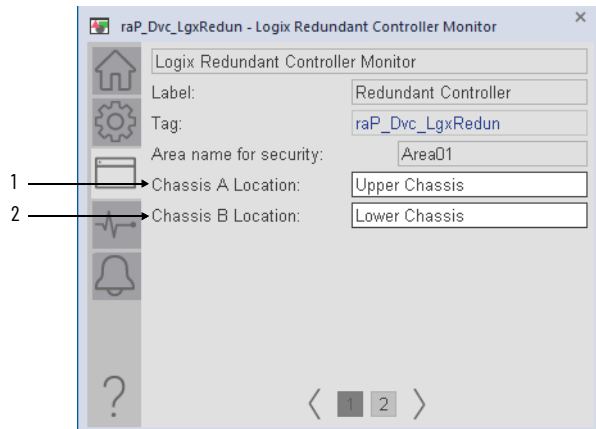 raP_Dvc_LgxRedun - Logix Redundant Controller Monitor
Logix Redundant Controller Monitor
Label: Redundant Controller
Tag: raP_Dvc_LgxRedun
Area name for security: Area01
1 Chassis A Location: Upper Chassis
2 Chassis B Location: Lower Chassis
? 1 2